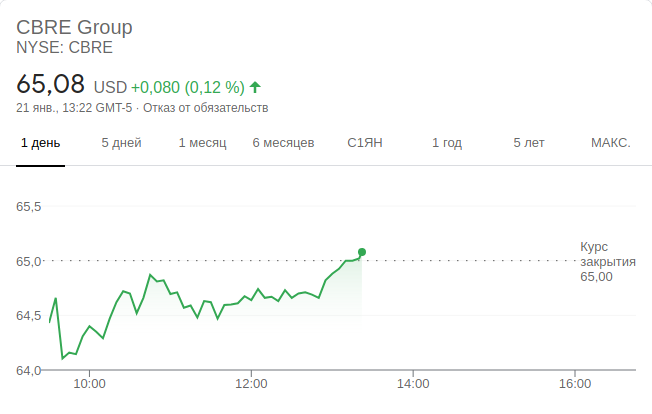 CBRE Group
NYSE: CBRE
65,08 USD +0,080 (0,12 %)
21 янв., 13:22 GMT-5 · Отказ от обязательств
1 день 5 дней 1 месяц 6 месяцев С1ЯН 1 год 5 лет МАКС.
65,5
65,0
64,5
64,0
Курс
закрытия
65,00
10:00 12:00 14:00 16:00